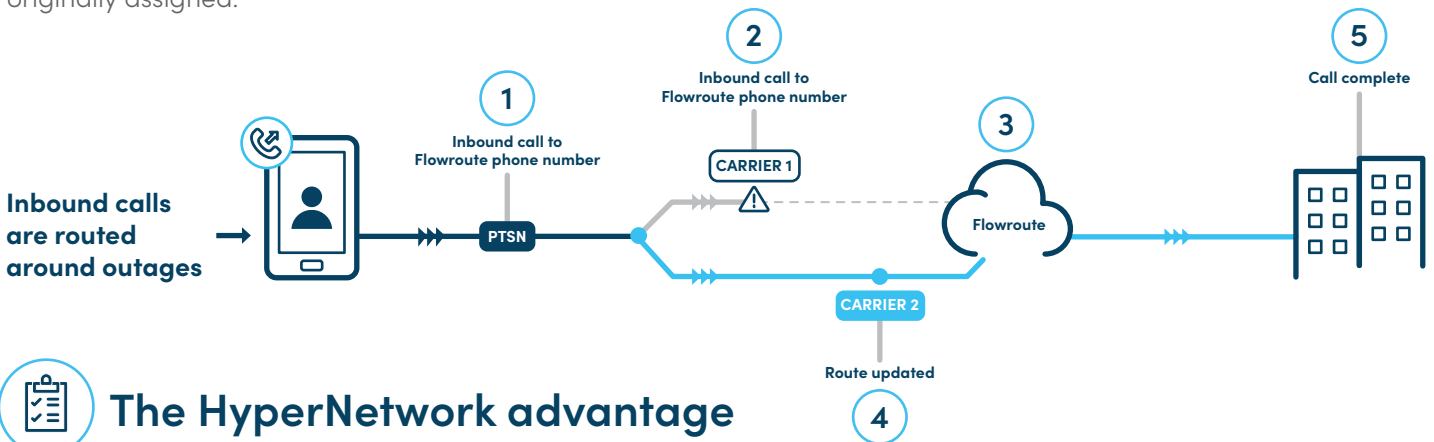 originally assigned.
2
Inbound call to
Flowroute phone number
5
Call complete
1
Inbound call to
Flowroute phone number
3
CARRIER 1
Inbound calls
are routed
around outages
PTSN
Flowroute
CARRIER 2
Route updated
4
The HyperNetwork advantage